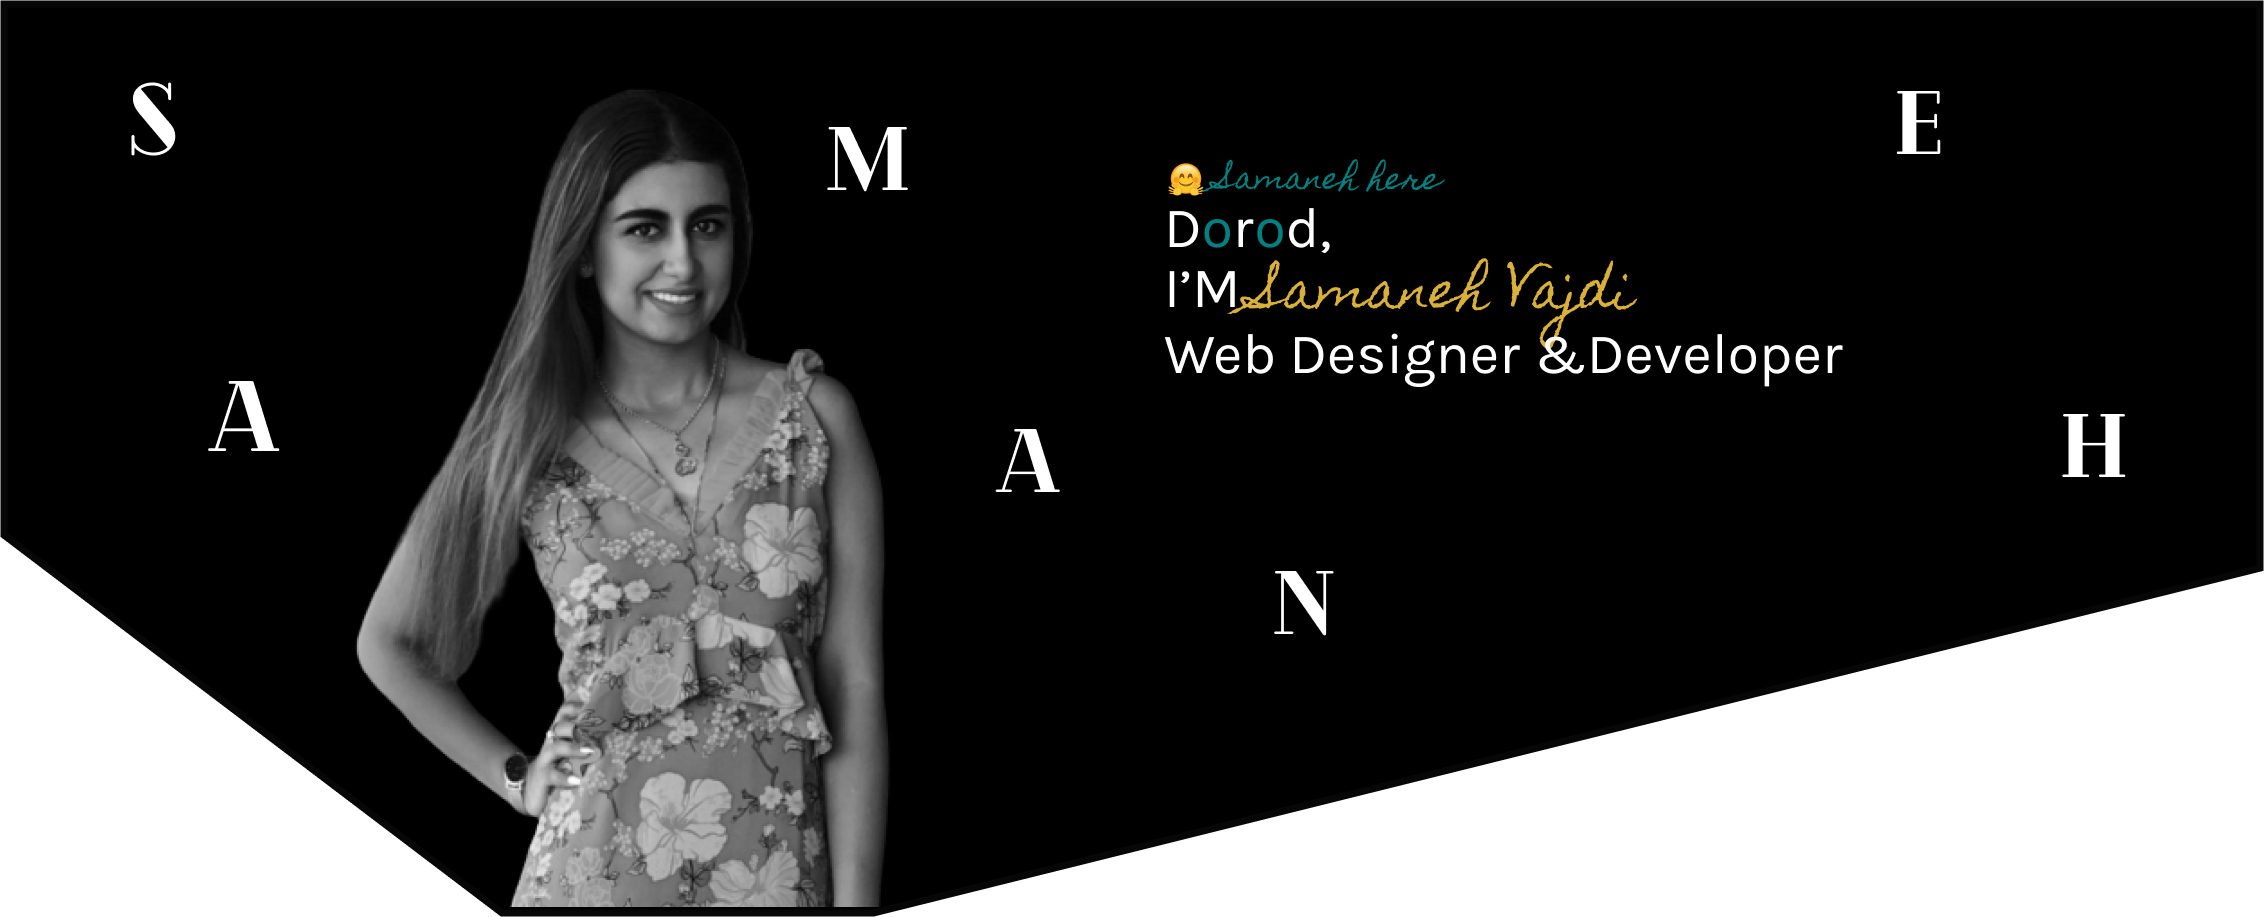 S
A
M
A
N
E
H
🤗Samaneh here
Dorod,
I’M Samaneh Vajdi
Web Designer &Developer